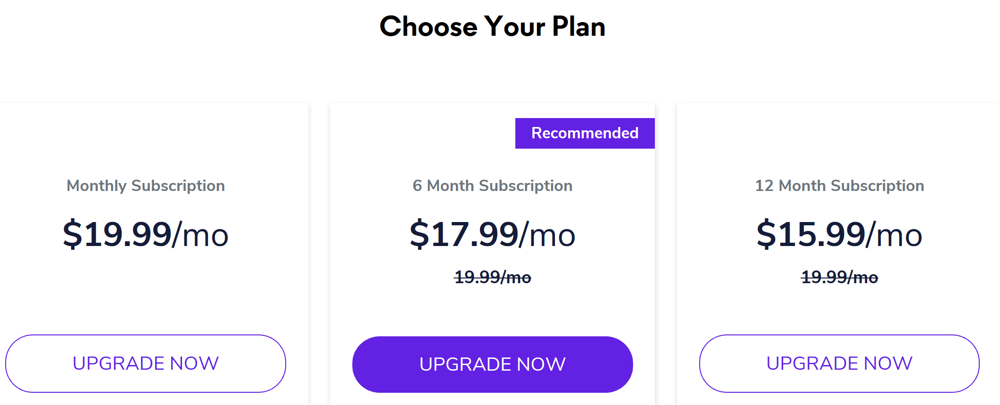 Choose Your Plan
Monthly Subscription
$19.99/mo
UPGRADE NOW
Recommended
6 Month Subscription
$17.99/mo
19.99/mo
UPGRADE NOW
12 Month Subscription
$15.99/mo
19.99/mo
UPGRADE NOW